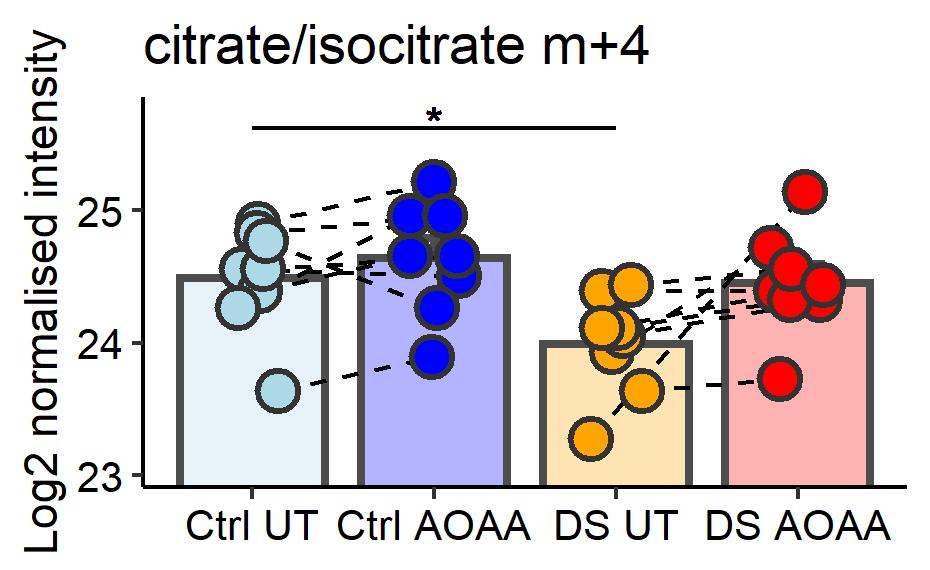 citrate/isocitrate m+4
Log2 normalised intensity
*
25
24
23
Ctrl UT
Ctrl AOAA
DS UT
DS AOAA